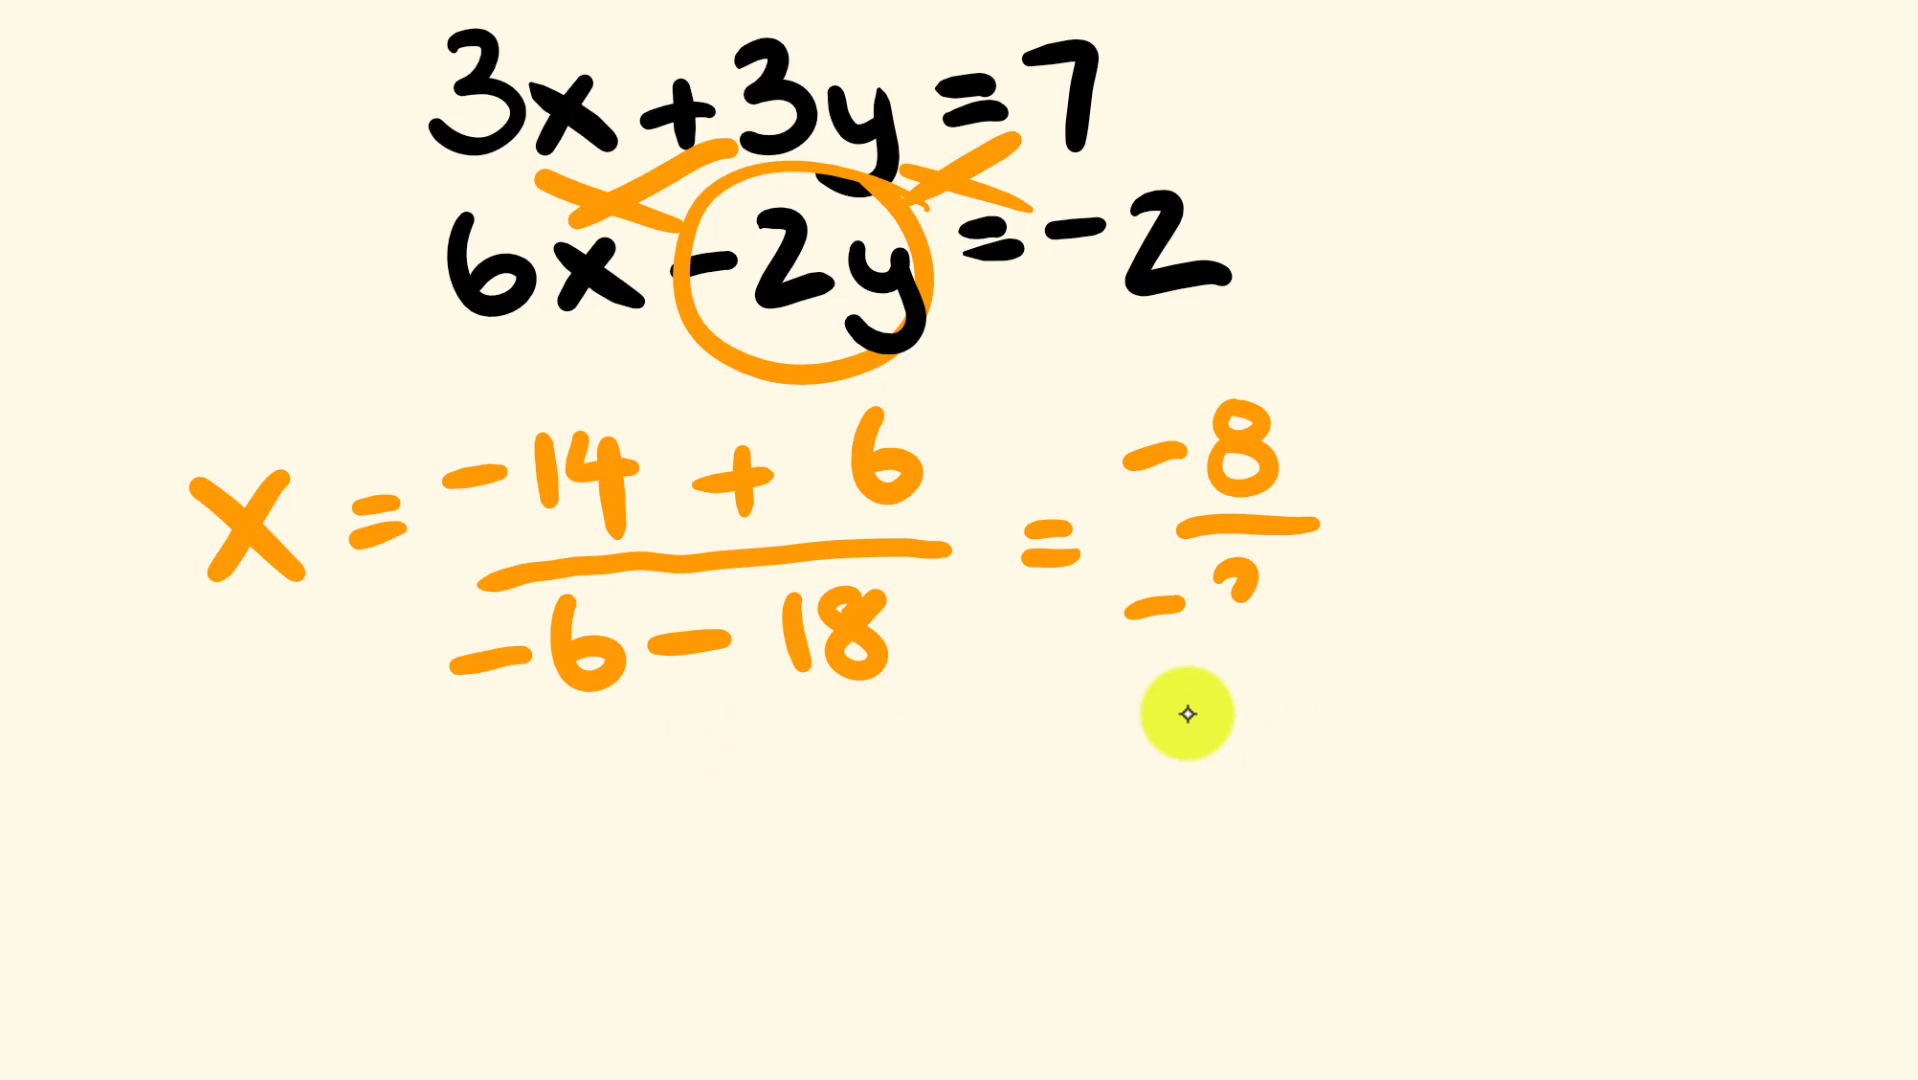 3x+3y=7
6x-2y=-2
x = -14 + 6 / -6 - 18 = -8 / -